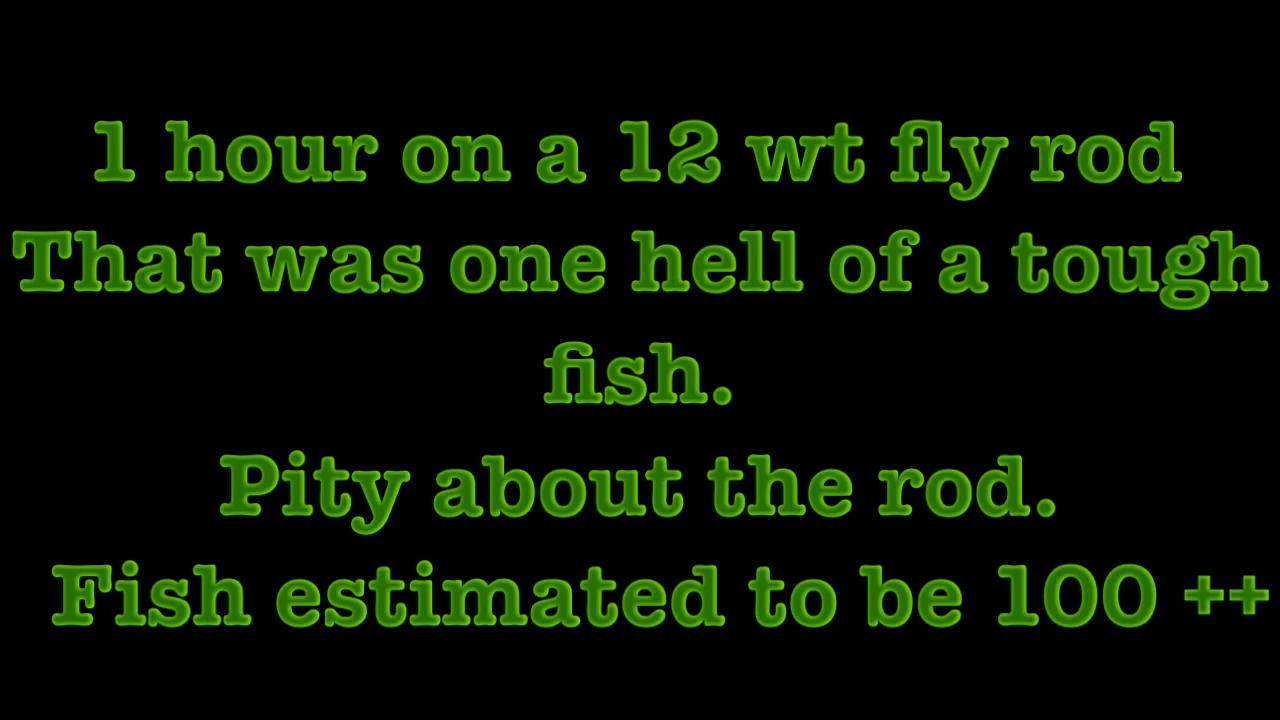 1 hour on a 12 wt fly rod
That was one hell of a tough
fish.
Pity about the rod.
Fish estimated to be 100 ++